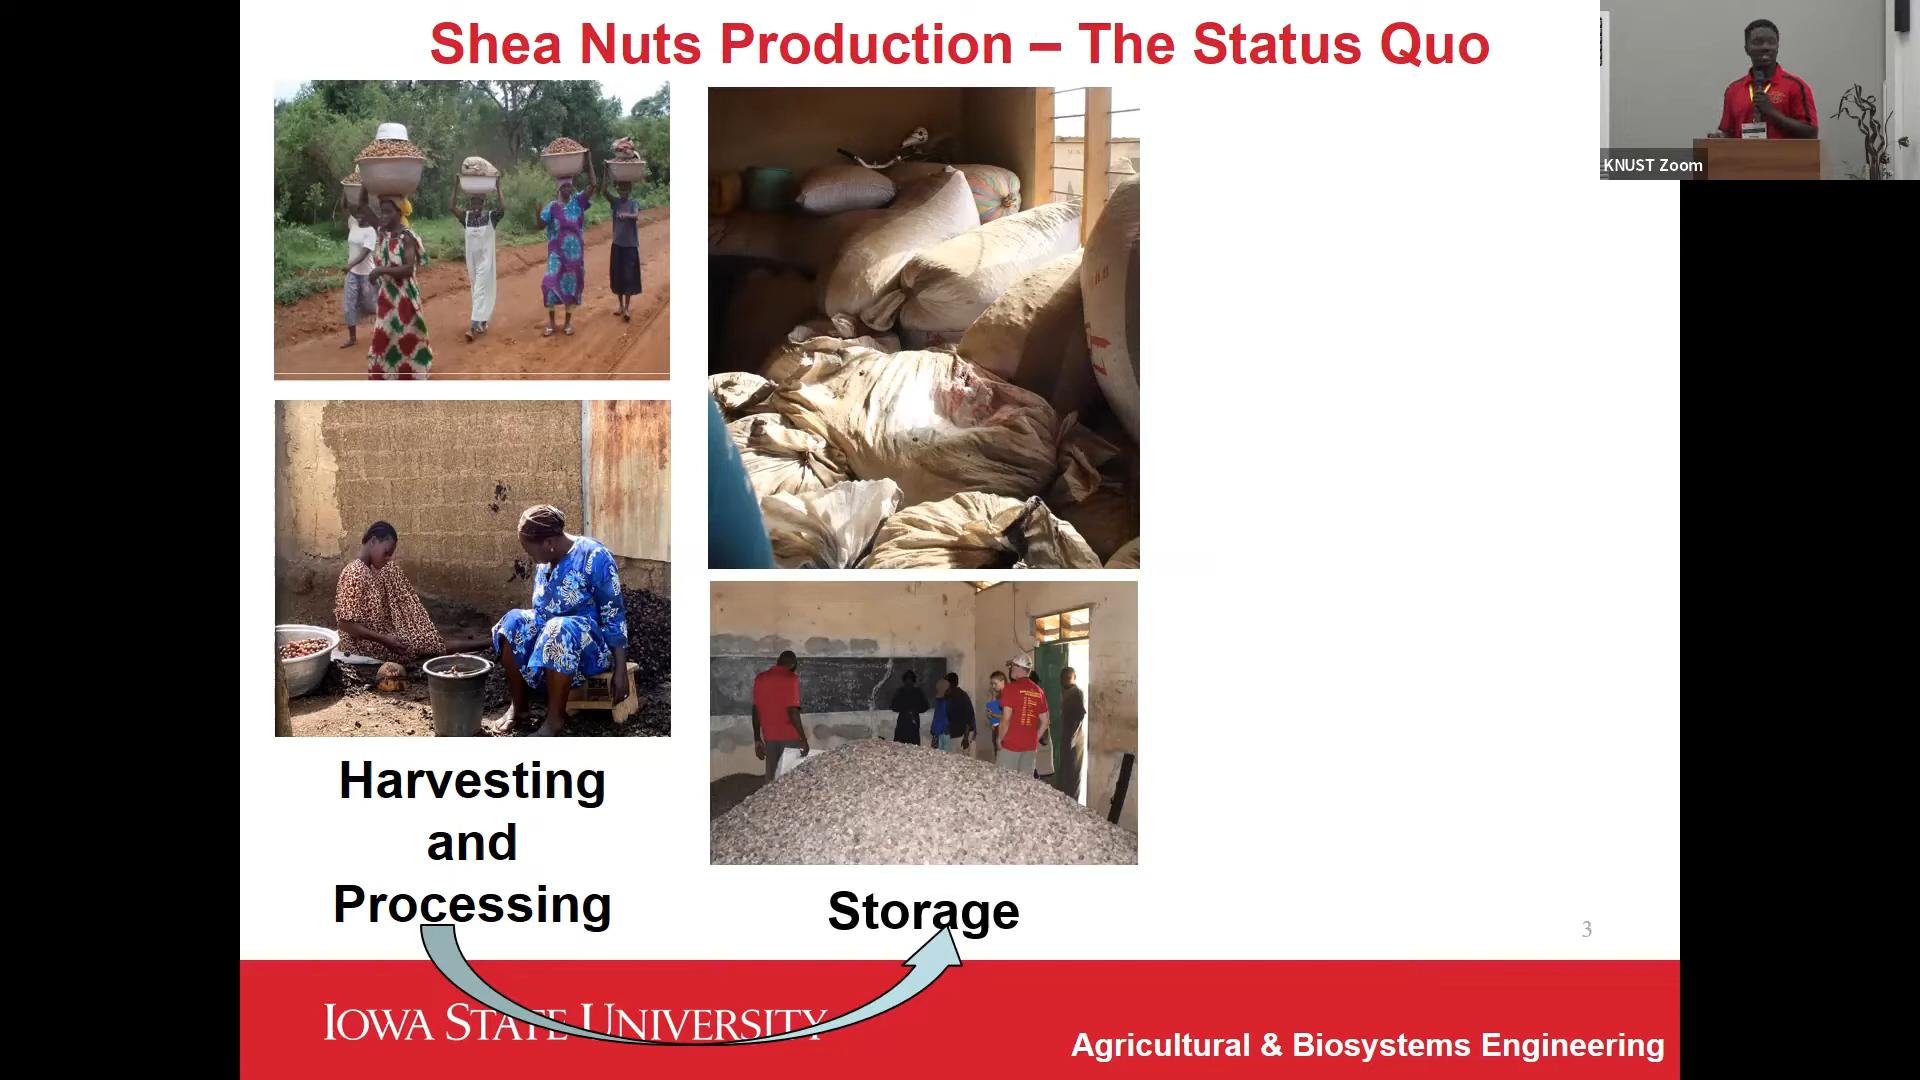 Shea Nuts Production – The Status Quo
KNUST Zoom
Harvesting
and
Processing
Storage
3
IOWA STATE UNIVERSITY
Agricultural & Biosystems Engineering